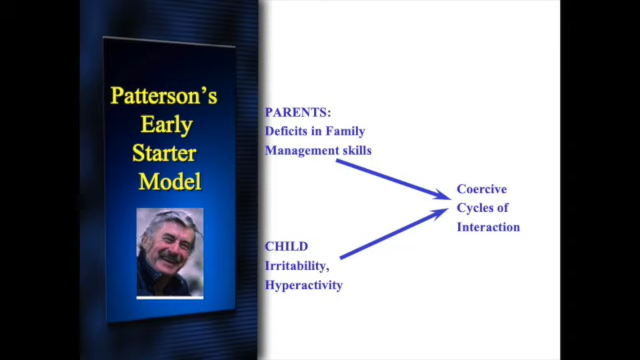 Patterson's
Early
Starter
Model
PARENTS:
Deficits in Family
Management skills
CHILD
Irritability,
Hyperactivity
Coercive
Cycles of
Interaction